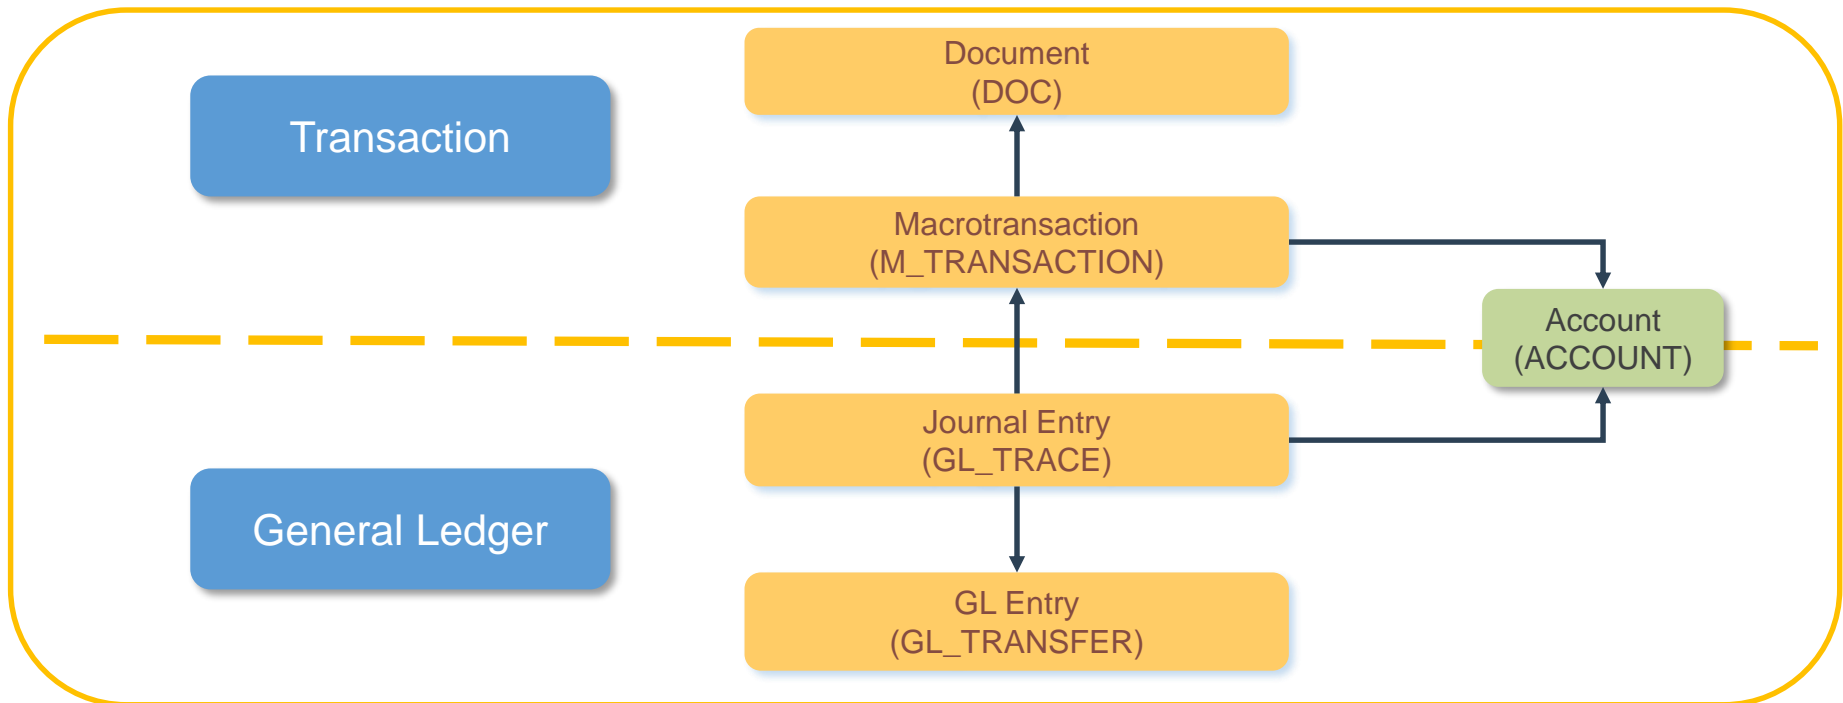 Document
(DOC)
Transaction
Macrotransaction
(M_TRANSACTION)
Account
(ACCOUNT)
Journal Entry
(GL_TRACE)
General Ledger
GL Entry
(GL_TRANSFER)